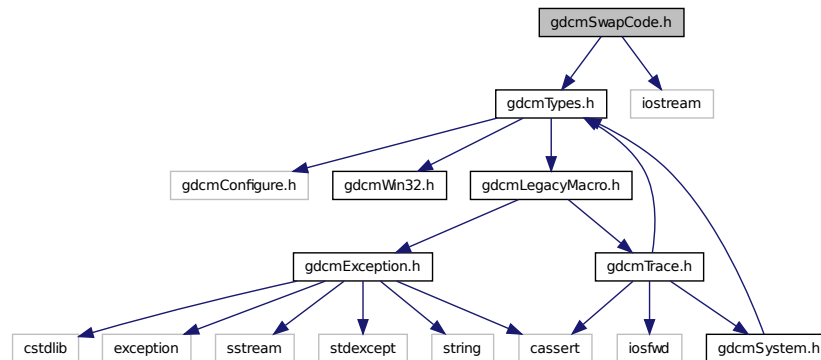 gdcmSwapCode.h
gdcmTypes.h
iostream
gdcmConfigure.h
gdcmWin32.h
gdcmLegacyMacro.h
gdcmException.h
gdcmTrace.h
cstdlib
exception
sstream
stdexcept
string
cassert
iosfwd
gdcmSystem.h